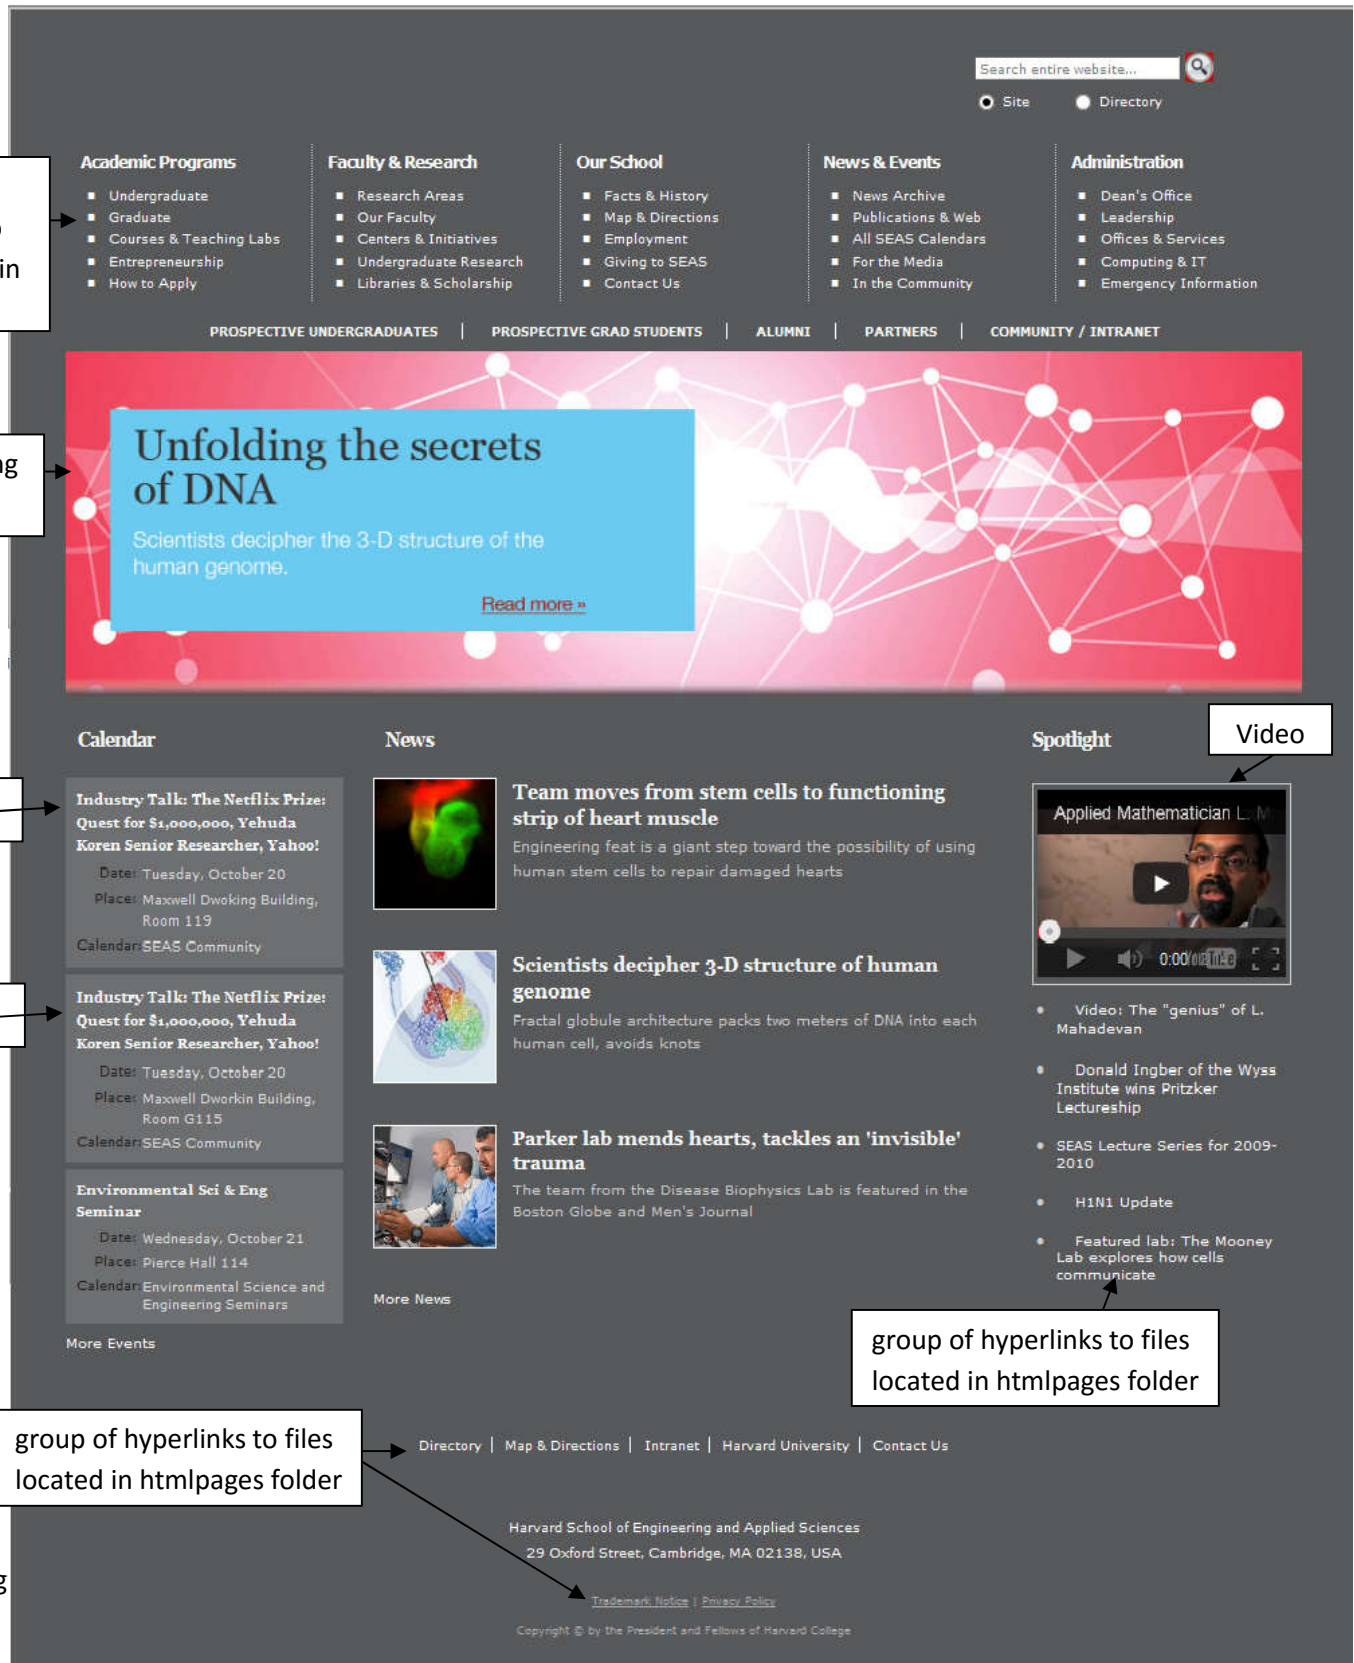 Search entire website...
Site
Directory
Academic Programs
Undergraduate
Graduate
Courses & Teaching Labs
Entrepreneurship
How to Apply
Faculty & Research
Research Areas
Our Faculty
Centers & Initiatives
Undergraduate Research
Libraries & Scholarship
Our School
Facts & History
Map & Directions
Employment
Giving to SEAS
Contact Us
News & Events
News Archive
Publications & Web
All SEAS Calendars
For the Media
In the Community
Administration
Dean's Office
Leadership
Offices & Services
Computing & IT
Emergency Information
in
PROSPECTIVE UNDERGRADUATES | PROSPECTIVE GRAD STUDENTS | ALUMNI | PARTNERS | COMMUNITY / INTRANET
Unfolding the secrets
of DNA
Scientists decipher the 3-D structure of the
human genome.
Read more »
Calendar
Industry Talk: The Netflix Prize:
Quest for $1,000,000, Yehuda
Koren Senior Researcher, Yahoo!
Date: Tuesday, October 20
Place: Maxwell Dwoking Building,
Room 119
Calendar: SEAS Community
Industry Talk: The Netflix Prize:
Quest for $1,000,000, Yehuda
Koren Senior Researcher, Yahoo!
Date: Tuesday, October 20
Place: Maxwell Dworkin Building,
Room G115
Calendar: SEAS Community
Environmental Sci & Eng
Seminar
Date: Wednesday, October 21
Place: Pierce Hall 114
Calendar: Environmental Science and
Engineering Seminars
More Events
News
Team moves from stem cells to functioning
strip of heart muscle
Engineering feat is a giant step toward the possibility of using
human stem cells to repair damaged hearts
Scientists decipher 3-D structure of human
genome
Fractal globule architecture packs two meters of DNA into each
human cell, avoids knots
Parker lab mends hearts, tackles an 'invisible'
trauma
The team from the Disease Biophysics Lab is featured in the
Boston Globe and Men's Journal
More News
Spotlight
Video
Applied Mathematician L. M
0:00
Video: The "genius" of L.
Mahadevan
Donald Ingber of the Wyss
Institute wins Pritzker
Lectureship
SEAS Lecture Series for 2009-
2010
H1N1 Update
Featured lab: The Mooney
Lab explores how cells
communicate
group of hyperlinks to files
located in htmlpages folder
group of hyperlinks to files
located in htmlpages folder
Directory | Map & Directions | Intranet | Harvard University | Contact Us
Harvard School of Engineering and Applied Sciences
29 Oxford Street, Cambridge, MA 02138, USA
Trademark Notice | Privacy Policy
Copyright © by the President and Fellows of Harvard College